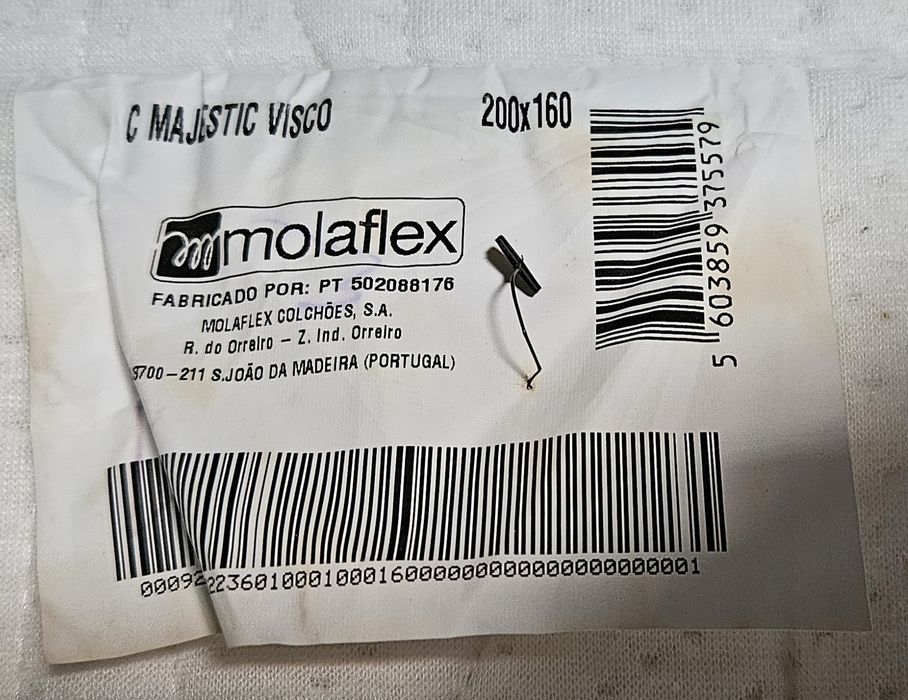 C MAJESTIC VISCO 200x160
molaflex
FABRICADO POR: PT 502088176
MOLAFLEX COLCHÕES, S.A.
R. do Orreiro – Z. Ind. Orreiro
3700–211 S.JOÃO DA MADEIRA (PORTUGAL)
5 603859 375579